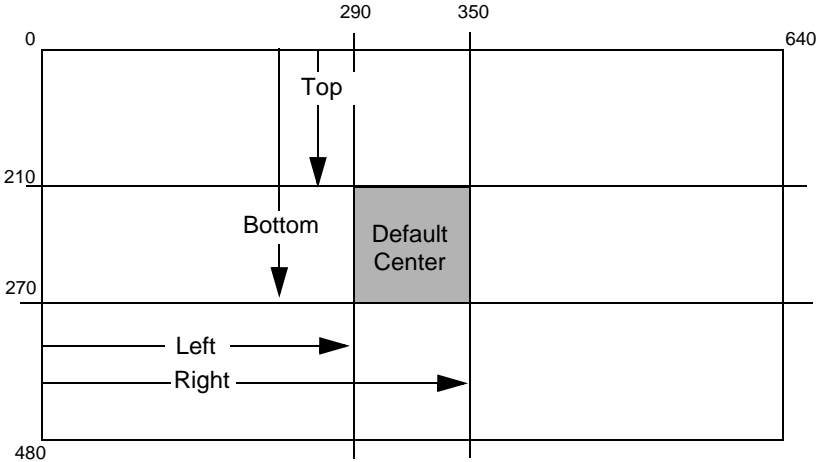 290 350
0 640
Top
210
Bottom
Default
Center
270
Left
Right
480